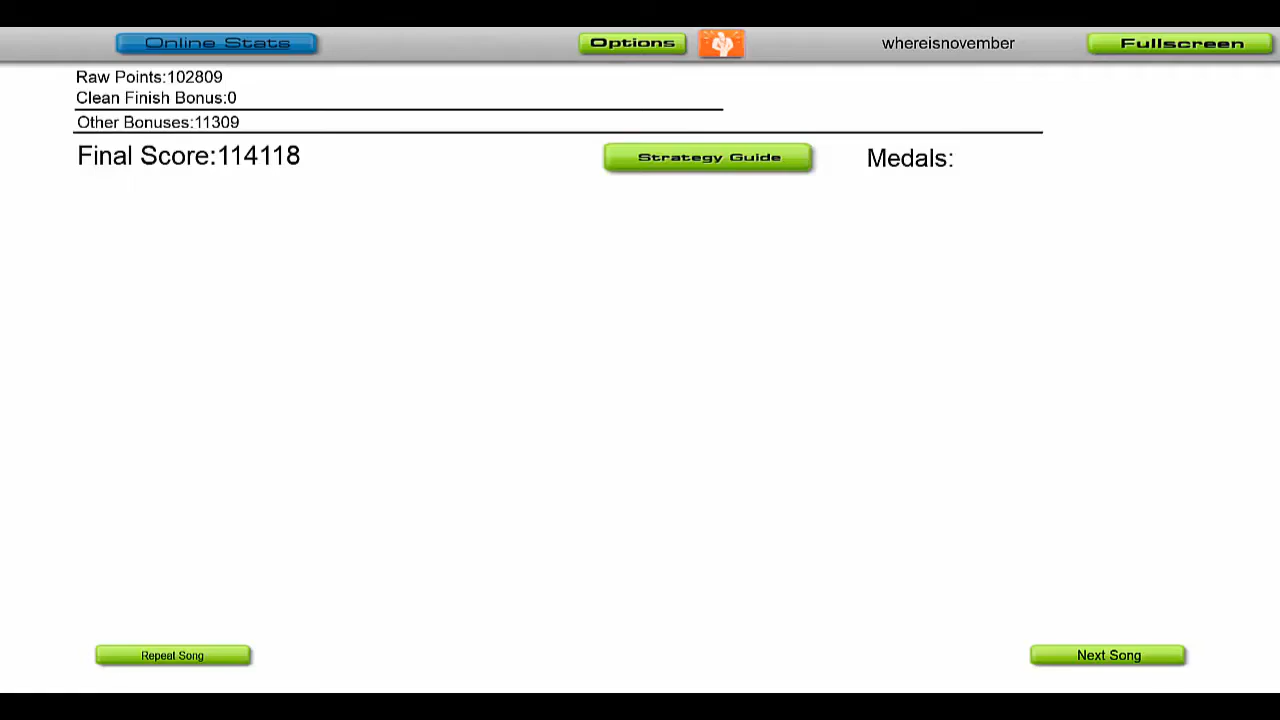 Online Stats
Options
whereisnovember
Fullscreen
Raw Points:102809
Clean Finish Bonus:0
Other Bonuses:11309
Final Score:114118
Strategy Guide
Medals:
Repeat Song
Next Song